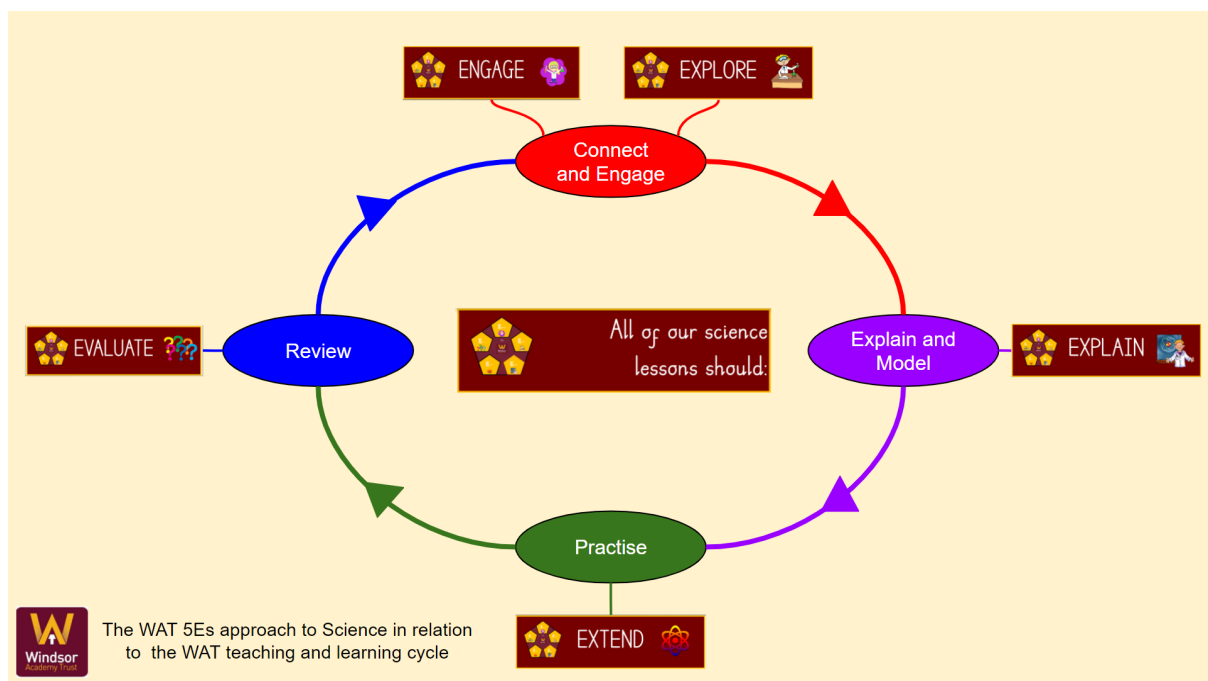 ENGAGE
EXPLORE
Connect
and Engage
EVALUATE
Review
All of our science
lessons should:
Explain and
Model
EXPLAIN
Practise
EXTEND
Windsor
Academy Trust
The WAT 5Es approach to Science in relation
to the WAT teaching and learning cycle